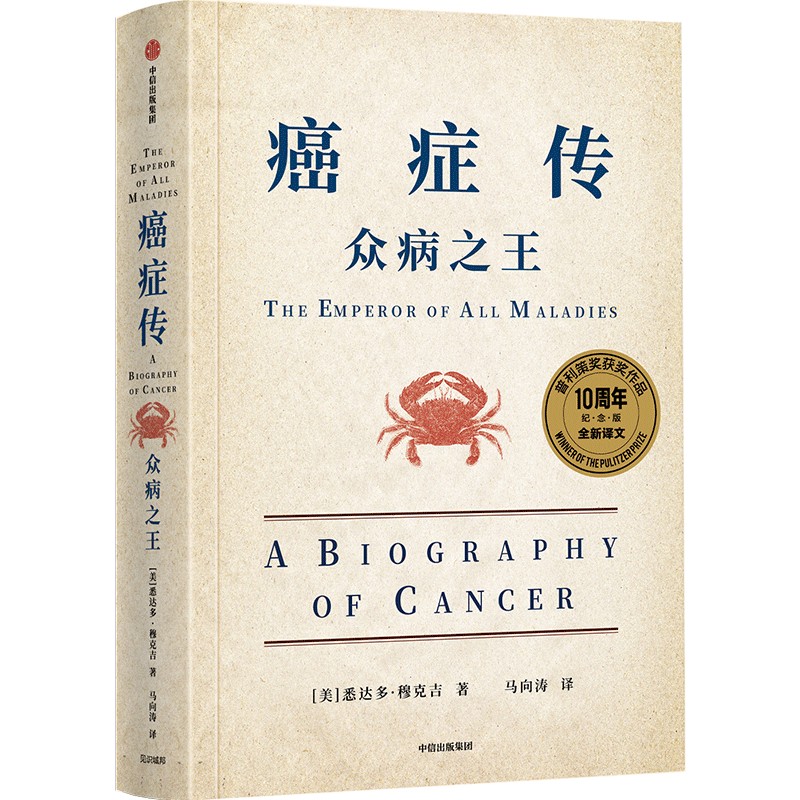 中信出版集团
THE
EMPEROR
OF ALL
MALADIES
癌症传
A
BIOGRAPHY
OF CANCER
众病之王
[美]悉达多·穆克吉 著
马向涛 译
见识城邦
癌症传
众病之王
THE EMPEROR OF ALL MALADIES
普利策奖获奖作品
10周年
纪·念·版
全新译文
WINNER OF THE PULITZER PRIZE
A BIOGRAPHY
OF CANCER
[美]悉达多·穆克吉 著 马向涛 译
中信出版集团